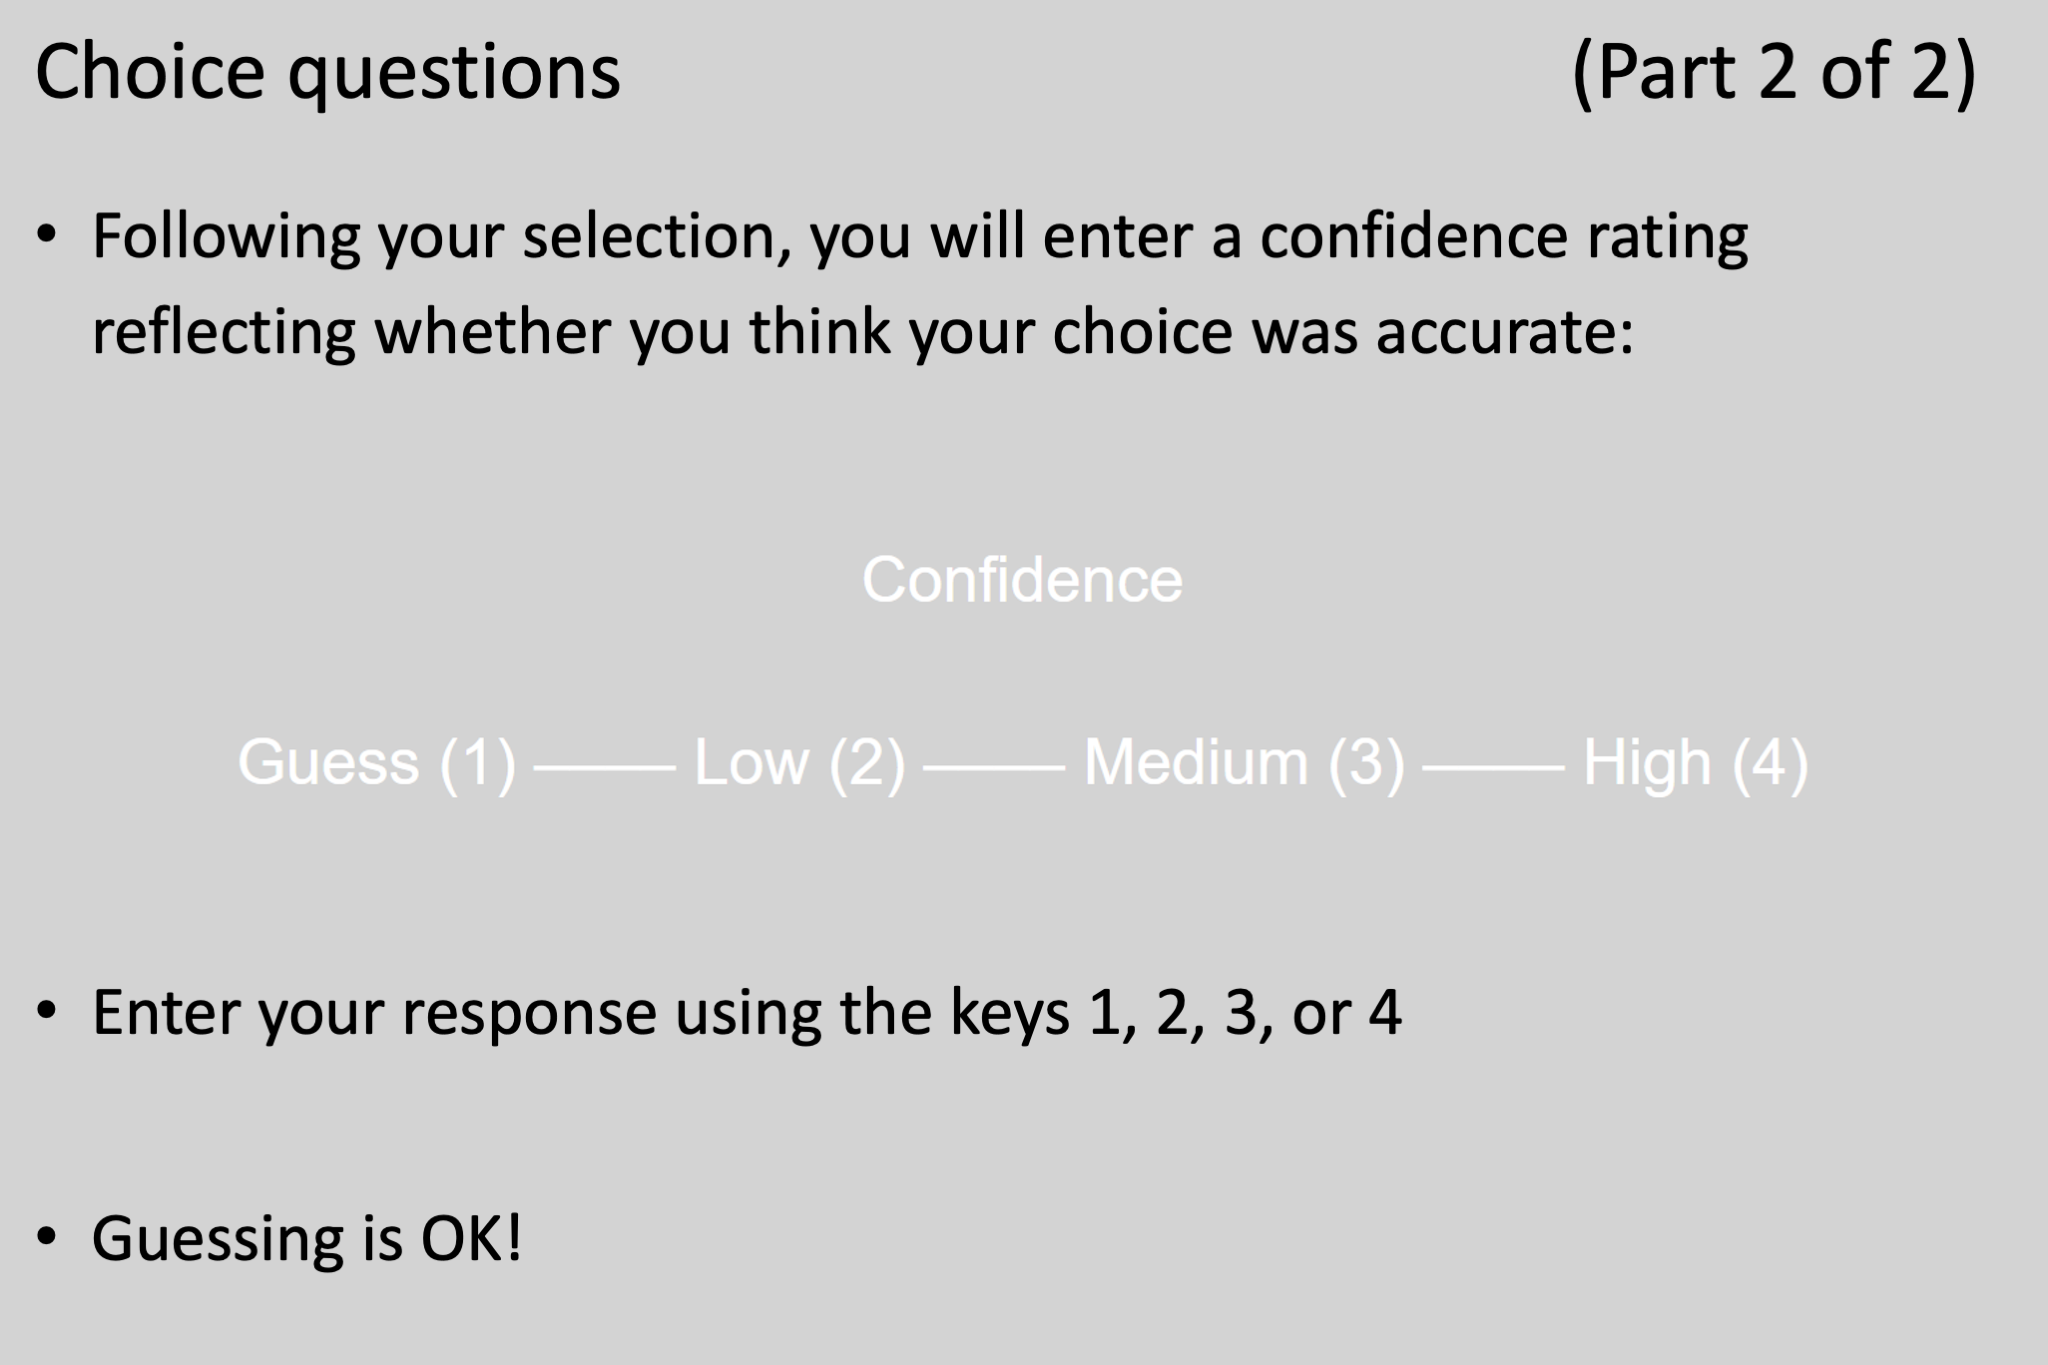 Choice questions (Part 2 of 2)
• Following your selection, you will enter a confidence rating
reflecting whether you think your choice was accurate:
Confidence
Guess (1) —— Low (2) —— Medium (3) —— High (4)
• Enter your response using the keys 1, 2, 3, or 4
• Guessing is OK!